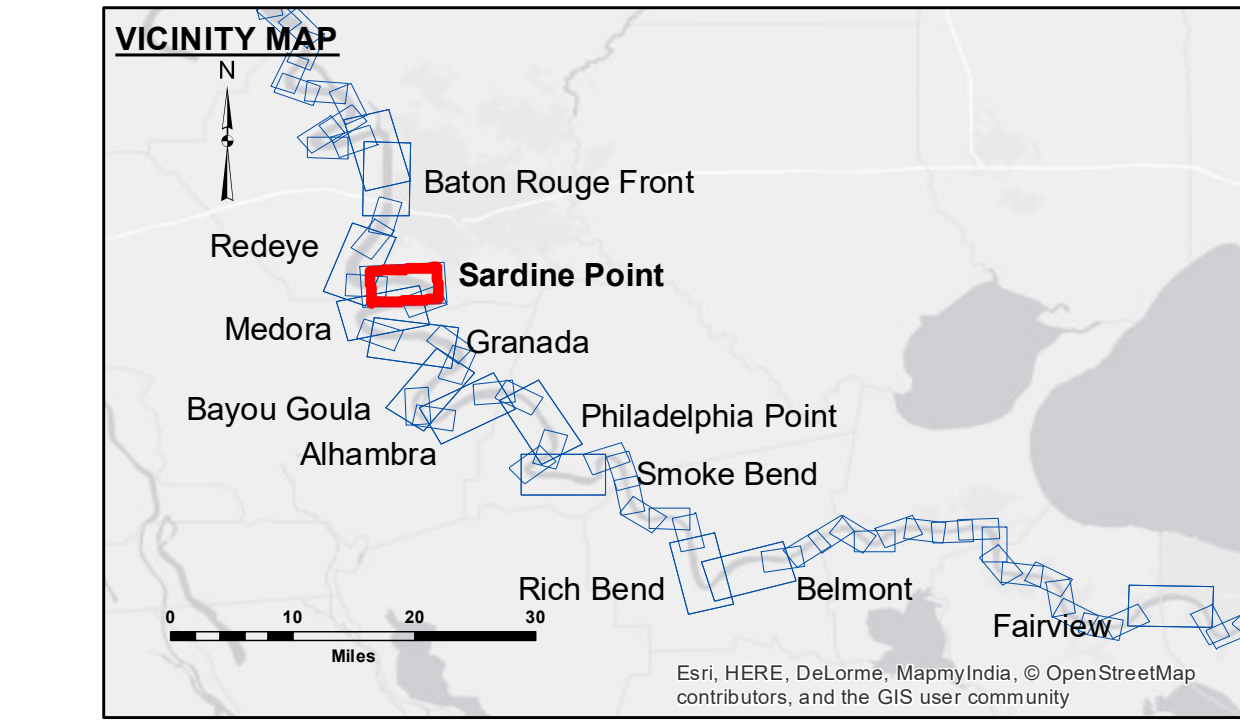 VICINITY MAP
N
Baton Rouge Front
Redeye
Sardine Point
Medora
Granada
Bayou Goula
Philadelphia Point
Alhambra
Smoke Bend
Rich Bend
Belmont
Fairview
0 10 20 30
Miles
Esri, HERE, DeLorme, MapmyIndia, © OpenStreetMap
contributors, and the GIS user community